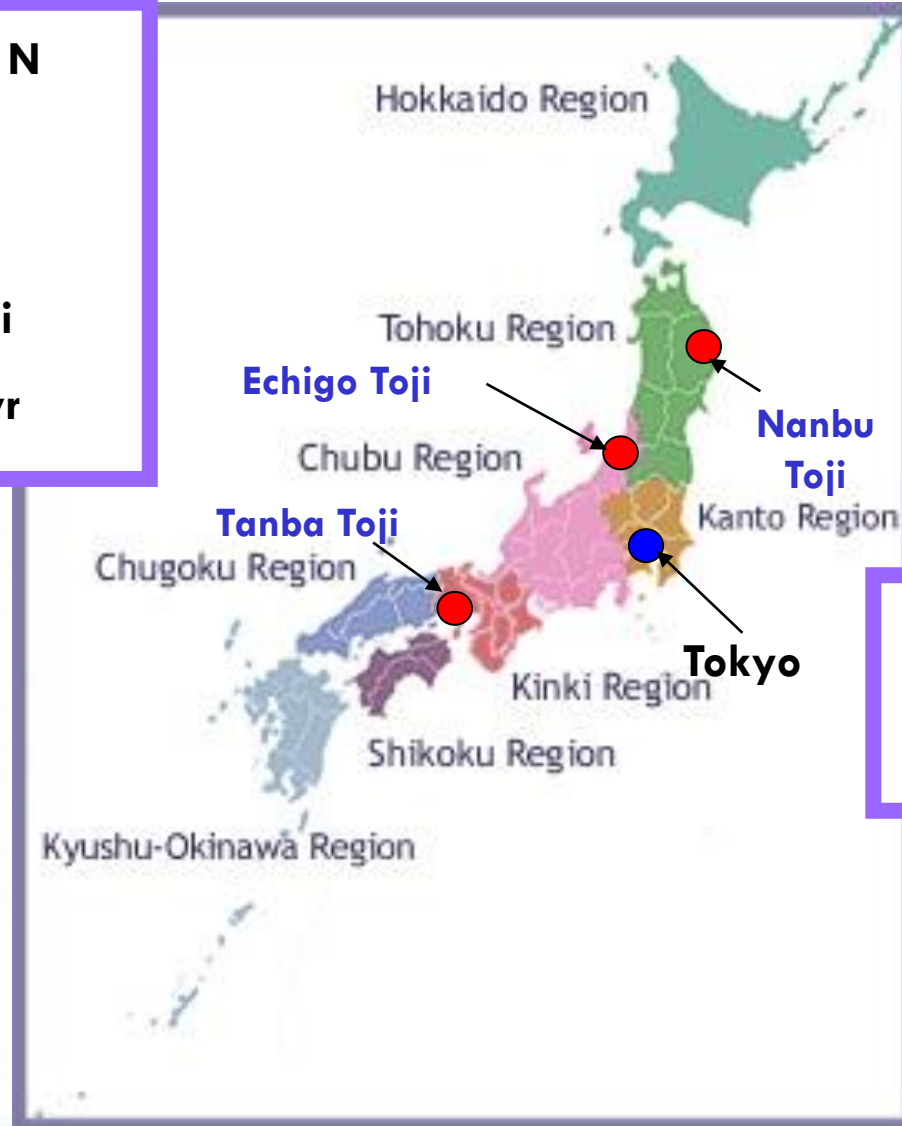 N
i
yr
Hokkaido Region
Tohoku Region
Echigo Toji
Nanbu
Toji
Chubu Region
Kanto Region
Tanba Toji
Chugoku Region
Tokyo
Kinki Region
Shikoku Region
Kyushu-Okinawa Region